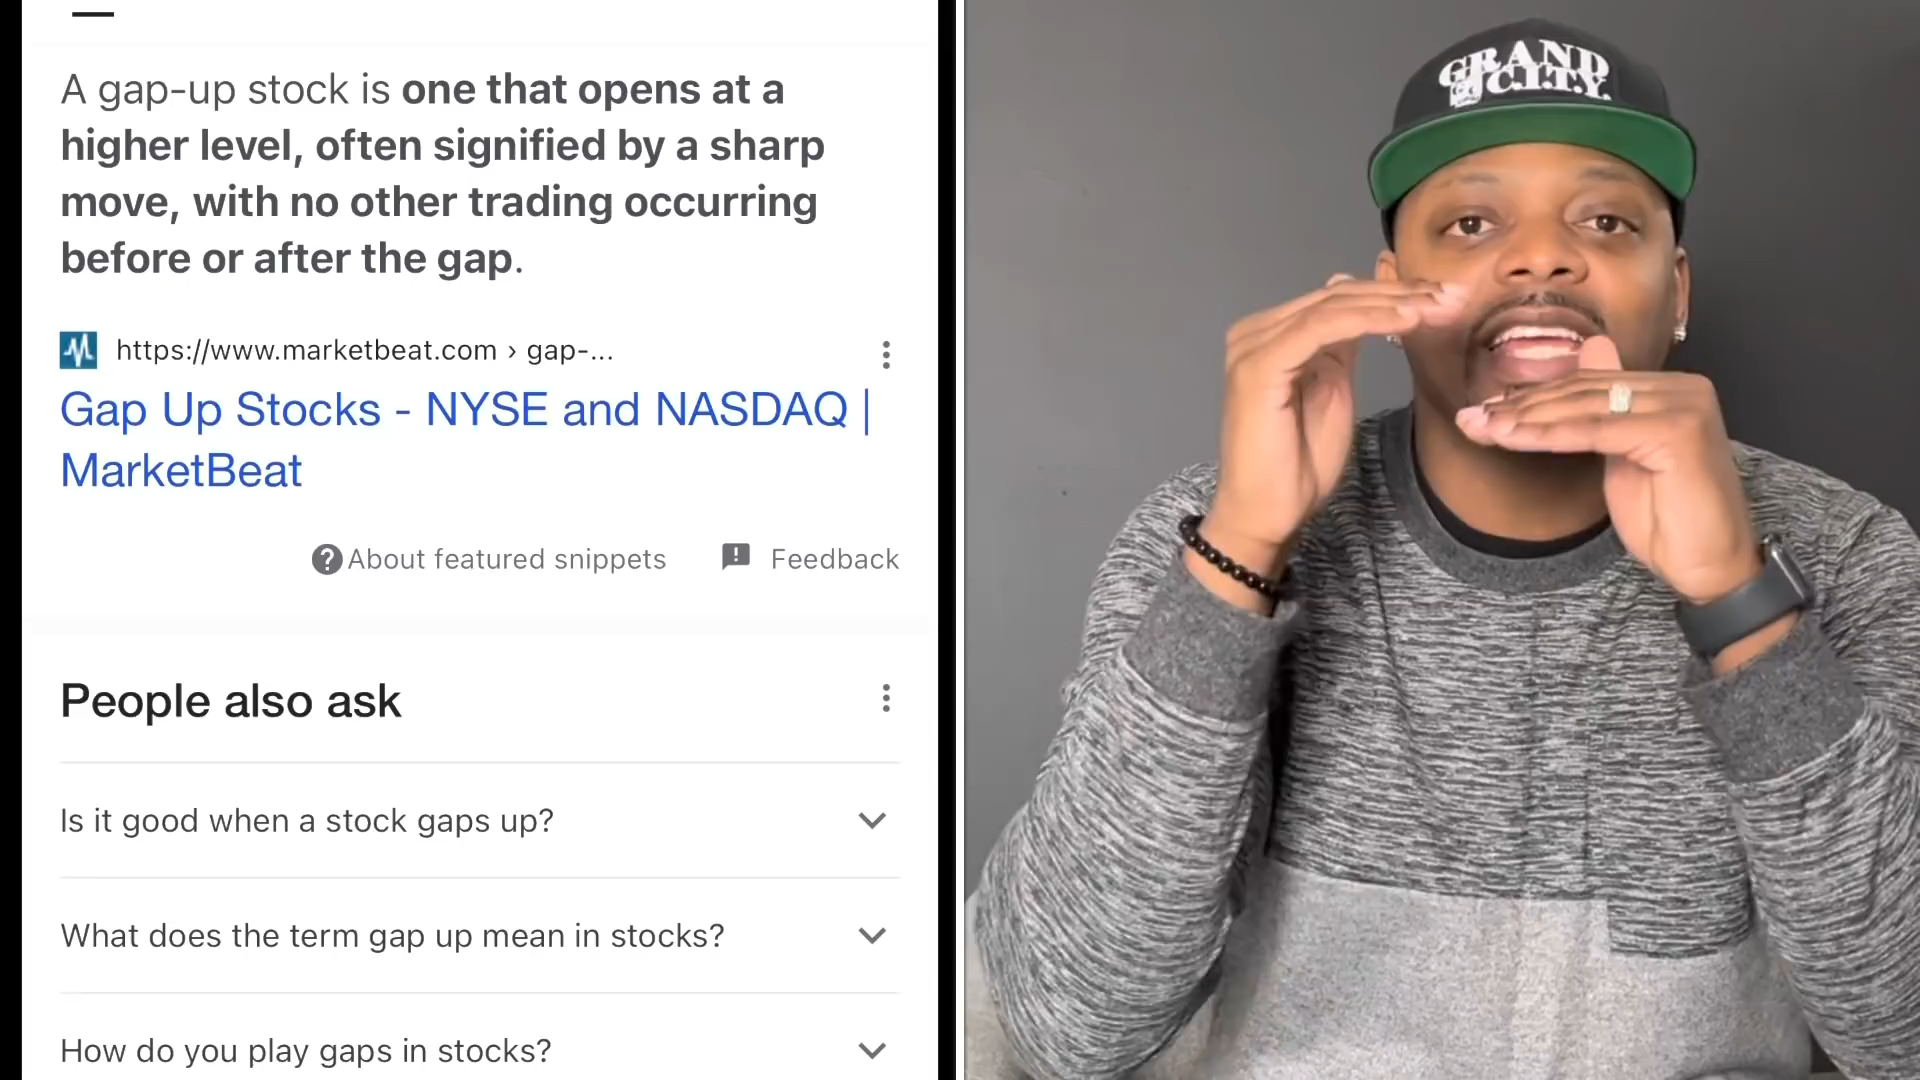 A gap-up stock is one that opens at a
higher level, often signified by a sharp
move, with no other trading occurring
before or after the gap.
https://www.marketbeat.com › gap-...
Gap Up Stocks - NYSE and NASDAQ |
MarketBeat
About featured snippets
Feedback
People also ask
Is it good when a stock gaps up?
What does the term gap up mean in stocks?
How do you play gaps in stocks?
GRAND
C.I.T.Y.